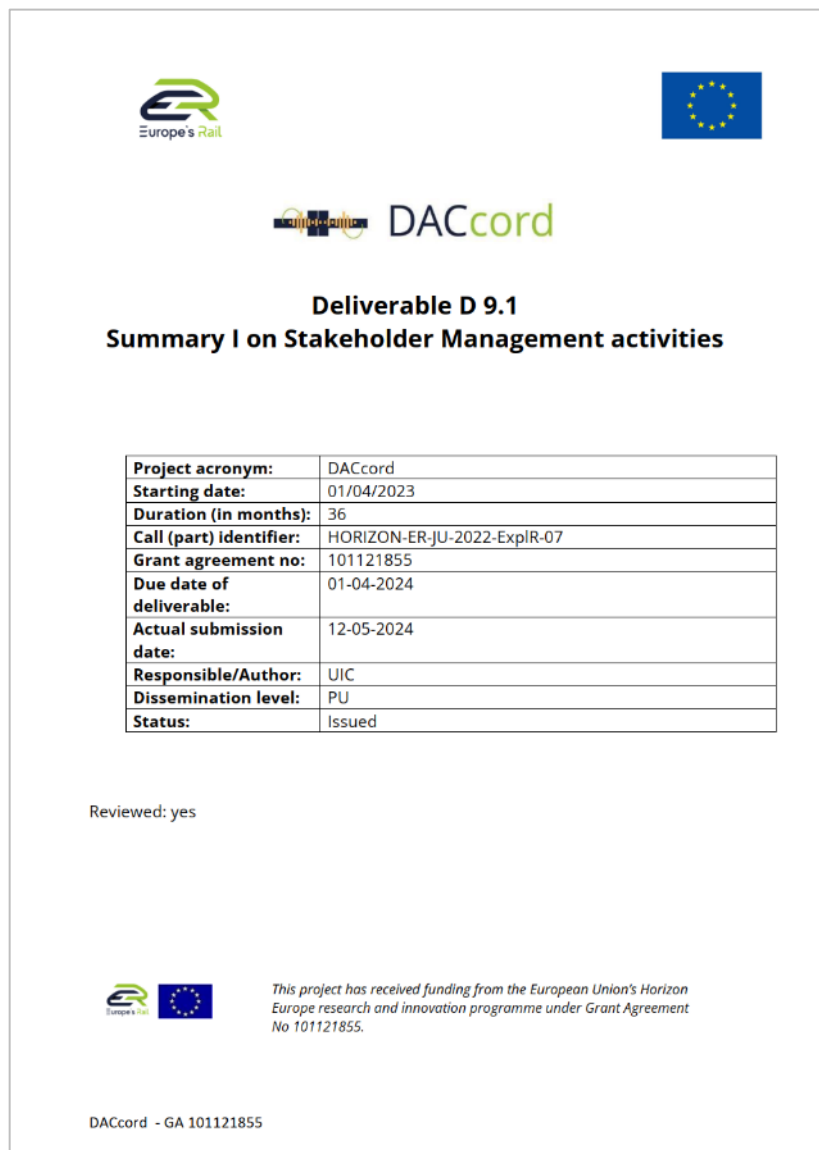 Europe's Rail
DACcord
Deliverable D 9.1
Summary I on Stakeholder Management activities
Project acronym: DACcord
Starting date: 01/04/2023
Duration (in months): 36
Call (part) identifier: HORIZON-ER-JU-2022-ExplR-07
Grant agreement no: 101121855
Due date of 01-04-2024
deliverable:
Actual submission 12-05-2024
date:
Responsible/Author: UIC
Dissemination level: PU
Status: Issued
Reviewed: yes
Europe's Rail
This project has received funding from the European Union's Horizon
Europe research and innovation programme under Grant Agreement
No 101121855.
DACcord - GA 101121855